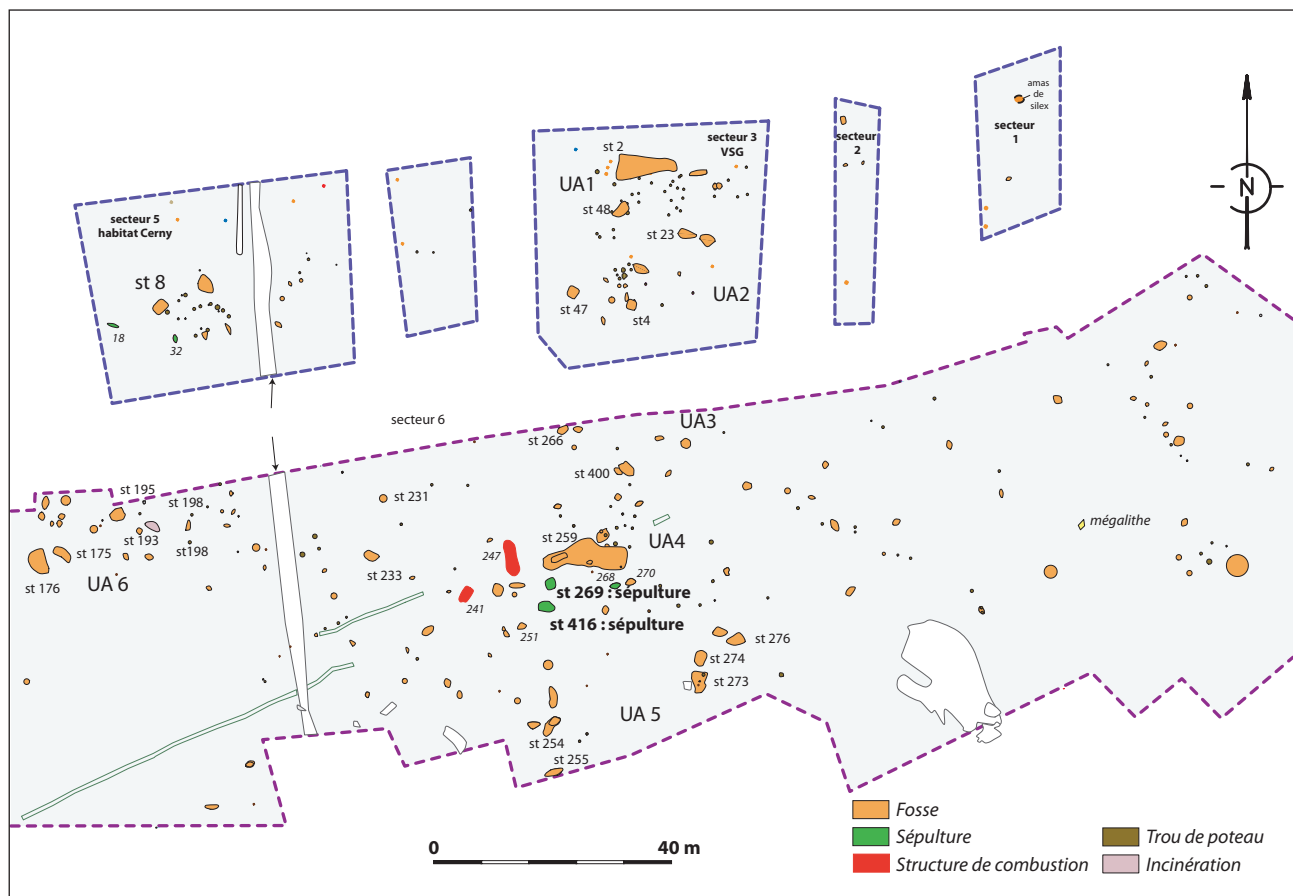 amas
de
silex
secteur
1
secteur
2
secteur 3
VSG
st 2
UA1
st 48
st 23
UA2
st 47
st4
N
secteur 5
habitat Cerny
st 8
18
32
secteur 6
UA3
st 266
st 400
st 195
st 198
st 231
st 193
st198
st 175
st 176
UA 6
st 233
st 259
UA4
247
268
270
241
st 269 : sépulture
st 416 : sépulture
251
mégalithe
st 276
st 274
st 273
UA 5
st 254
st 255
0
40 m
Fosse
Sépulture
Structure de combustion
Trou de poteau
Incinération